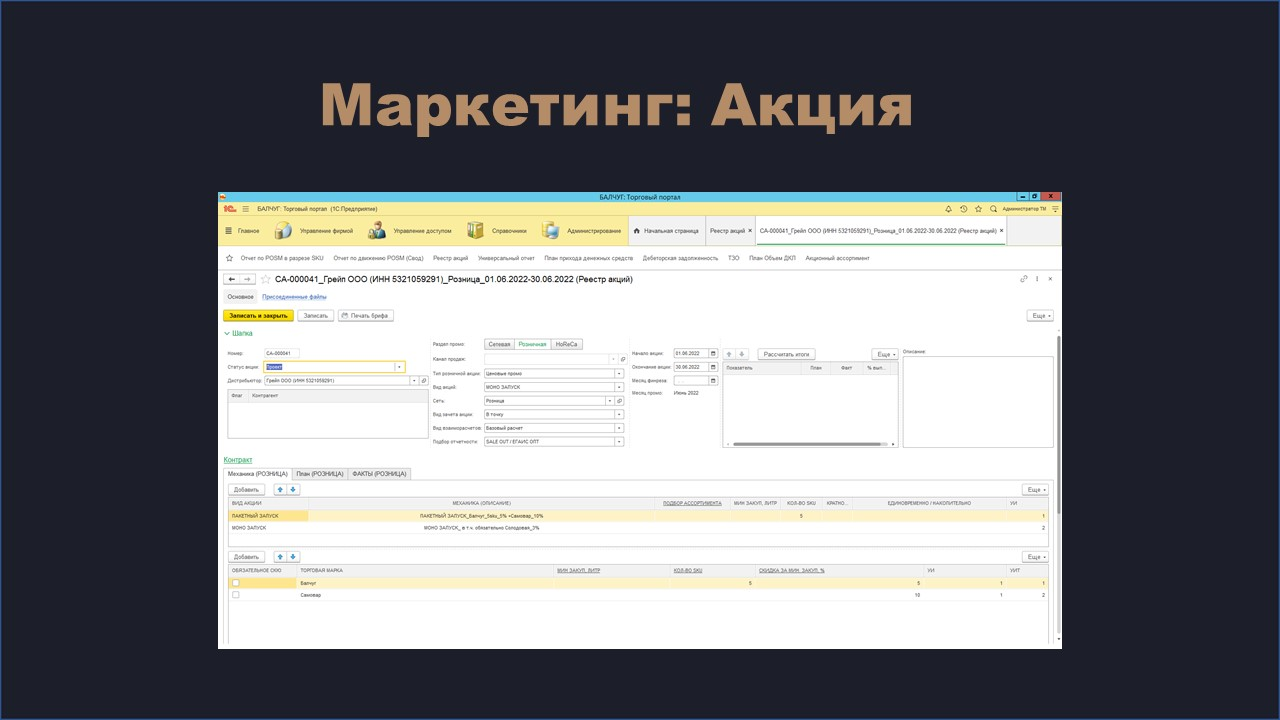 Маркетинг: Акция
БАЛЧУГ: Торговый портал
БАЛЧУГ: Торговый портал (1С:Предприятие)
Администратор ТМ
Главное
Управление фирмой
Управление доступом
Справочники
Администрирование
Начальная страница
Реестр акций ×
СА-000041_Грейп ООО (ИНН 5321059291)_Розница_01.06.2022-30.06.2022 (Реестр акций) ×
Отчет по POSM в разрезе SKU
Отчет по движению POSM (Свод)
Реестр акций
Универсальный отчет
План прихода денежных средств
Дебеторская задолженность
ТЗО
План Объем ДКП
Акционный ассортимент
СА-000041_Грейп ООО (ИНН 5321059291)_Розница_01.06.2022-30.06.2022 (Реестр акций)
Основное
Присоединенные файлы
Записать и закрыть
Записать
Печать брифа
Еще
Шапка
Номер: СА-000041
Статус акции: Проект
Дистрибьютор: Грейп ООО (ИНН 5321059291)
Флаг
Контрагент
Раздел промо: Сетевая Розничная HoReCa
Канал продаж:
Тип розничной акции: Ценовые промо
Вид акций: МОНО ЗАПУСК
Сеть: Розница
Вид зачета акции: В точку
Вид взаиморасчетов: Базовый расчет
Подбор отчетности: SALE OUT / ЕГАИС ОПТ
Начало акции: 01.06.2022
Окончание акции: 30.06.2022
Месяц финреза:
Месяц промо: Июнь 2022
Рассчитать итоги
Еще
Показатель
План
Факт
% вып...
Описание:
Контракт
Механика (РОЗНИЦА)
План (РОЗНИЦА)
ФАКТЫ (РОЗНИЦА)
Добавить
Еще
ВИД АКЦИИ
МЕХАНИКА (ОПИСАНИЕ)
ПОДБОР АССОРТИМЕНТА
МИН ЗАКУП. ЛИТР
КОЛ-ВО SKU
КРАТНО...
ЕДИНОВРЕМЕННО / НАКОПИТЕЛЬНО
УИ
ПАКЕТНЫЙ ЗАПУСК
ПАКЕТНЫЙ ЗАПУСК_Балчуг_5sku_5% +Самовар_10%
5
1
МОНО ЗАПУСК
МОНО ЗАПУСК_ в т.ч. обязательно Солодовая_3%
2
Добавить
Еще
ОБЯЗАТЕЛЬНОЕ СКЮ
ТОРГОВАЯ МАРКА
МИН ЗАКУП. ЛИТР
КОЛ-ВО SKU
СКИДКА ЗА МИН. ЗАКУП, %
УИ
УИТ
Балчуг
5
5
1
1
Самовар
10
1
2